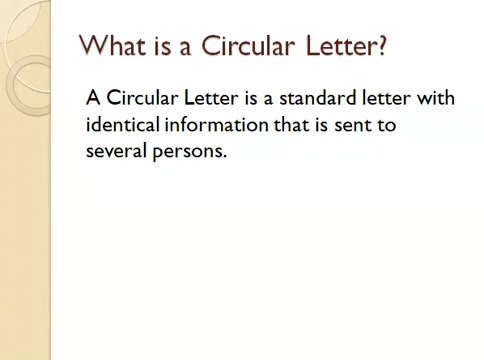 What is a Circular Letter?
A Circular Letter is a standard letter with
identical information that is sent to
several persons.